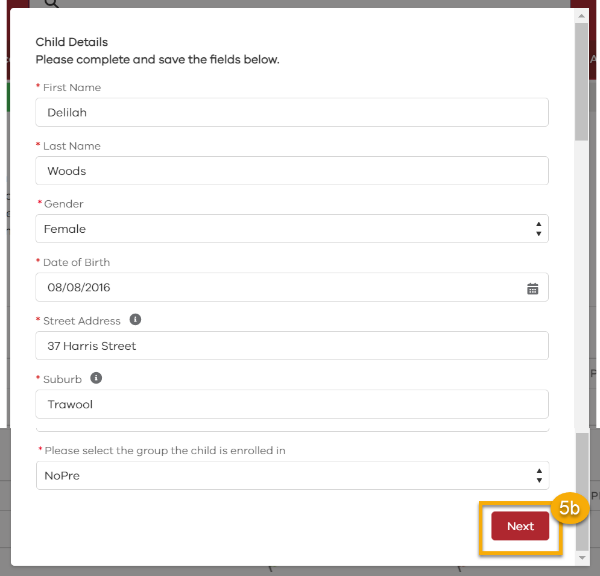 Child Details
Please complete and save the fields below.
* First Name
Delilah
* Last Name
Woods
* Gender
Female
* Date of Birth
08/08/2016
* Street Address
37 Harris Street
* Suburb
Trawool
* Please select the group the child is enrolled in
NoPre
Next
5b